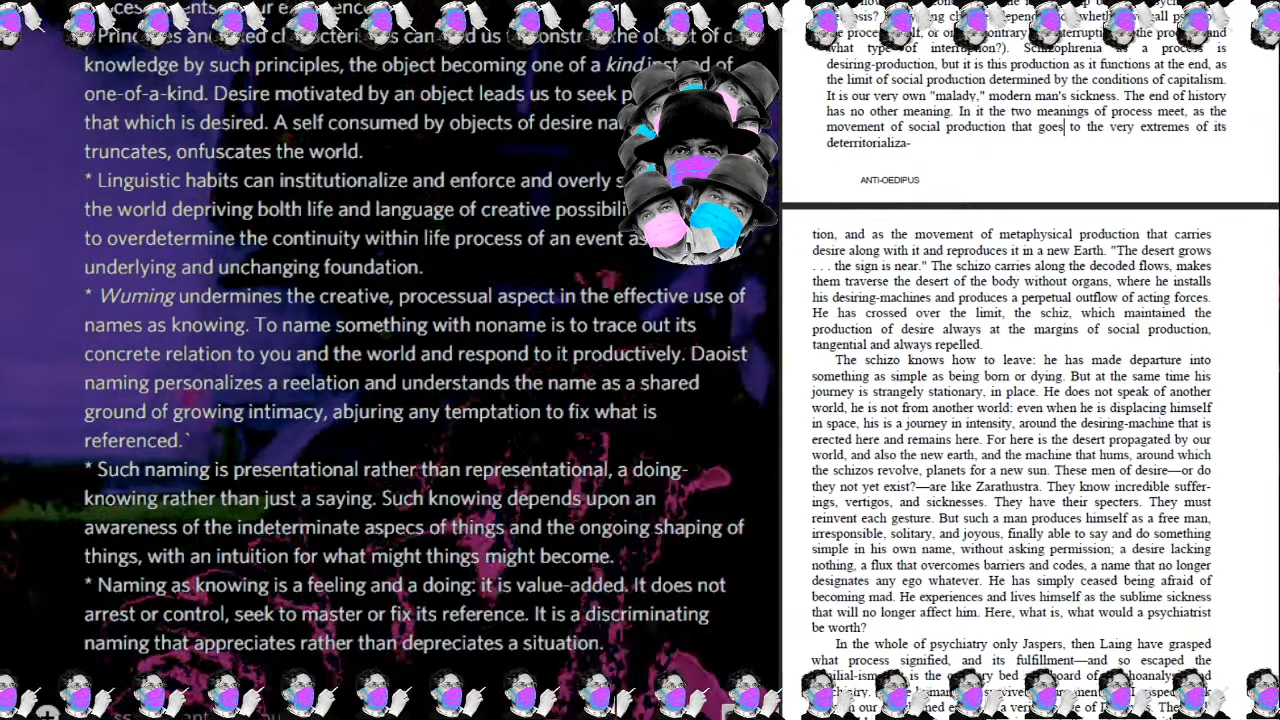 knowledge by such principles, the object becoming one of a kind instead of
one-of-a-kind. Desire motivated by an object leads us to seek
that which is desired. A self consumed by objects of desire
truncates, onfuscates the world.
* Linguistic habits can institutionalize and enforce and overly
the world depriving bolth life and language of creative
to overdetermine the continuity within life process of an event as
underlying and unchanging foundation.
* Wuming undermines the creative, processual aspect in the effective use of
names as knowing. To name something with noname is to trace out its
concrete relation to you and the world and respond to it productively. Daoist
naming personalizes a reelation and understands the name as a shared
ground of growing intimacy, abjuring any temptation to fix what is
referenced.`
* Such naming is presentational rather than representational, a doing-
knowing rather than just a saying. Such knowing depends upon an
awareness of the indeterminate aspecs of things and the ongoing shaping of
things, with an intuition for what might things might become.
* Naming as knowing is a feeling and a doing: it is value-added. It does not
arrest or control, seek to master or fix its reference. It is a discriminating
naming that appreciates rather than depreciates a situation.
what type of interruption?). Schizophrenia as a process is
desiring-production, but it is this production as it functions at the end, as
the limit of social production determined by the conditions of capitalism.
It is our very own "malady," modern man's sickness. The end of history
has no other meaning. In it the two meanings of process meet, as the
movement of social production that goes to the very extremes of its
deterritorializa-
ANTI-OEDIPUS
tion, and as the movement of metaphysical production that carries
desire along with it and reproduces it in a new Earth. "The desert grows
. . . the sign is near." The schizo carries along the decoded flows, makes
them traverse the desert of the body without organs, where he installs
his desiring-machines and produces a perpetual outflow of acting forces.
He has crossed over the limit, the schiz, which maintained the
production of desire always at the margins of social production,
tangential and always repelled.
The schizo knows how to leave: he has made departure into
something as simple as being born or dying. But at the same time his
journey is strangely stationary, in place. He does not speak of another
world, he is not from another world: even when he is displacing himself
in space, his is a journey in intensity, around the desiring-machine that is
erected here and remains here. For here is the desert propagated by our
world, and also the new earth, and the machine that hums, around which
the schizos revolve, planets for a new sun. These men of desire—or do
they not yet exist?—are like Zarathustra. They know incredible suffer-
ings, vertigos, and sicknesses. They have their specters. They must
reinvent each gesture. But such a man produces himself as a free man,
irresponsible, solitary, and joyous, finally able to say and do something
simple in his own name, without asking permission; a desire lacking
nothing, a flux that overcomes barriers and codes, a name that no longer
designates any ego whatever. He has simply ceased being afraid of
becoming mad. He experiences and lives himself as the sublime sickness
that will no longer affect him. Here, what is, what would a psychiatrist
be worth?
In the whole of psychiatry only Jaspers, then Laing have grasped
what process signified, and its fulfillment—and so escaped the